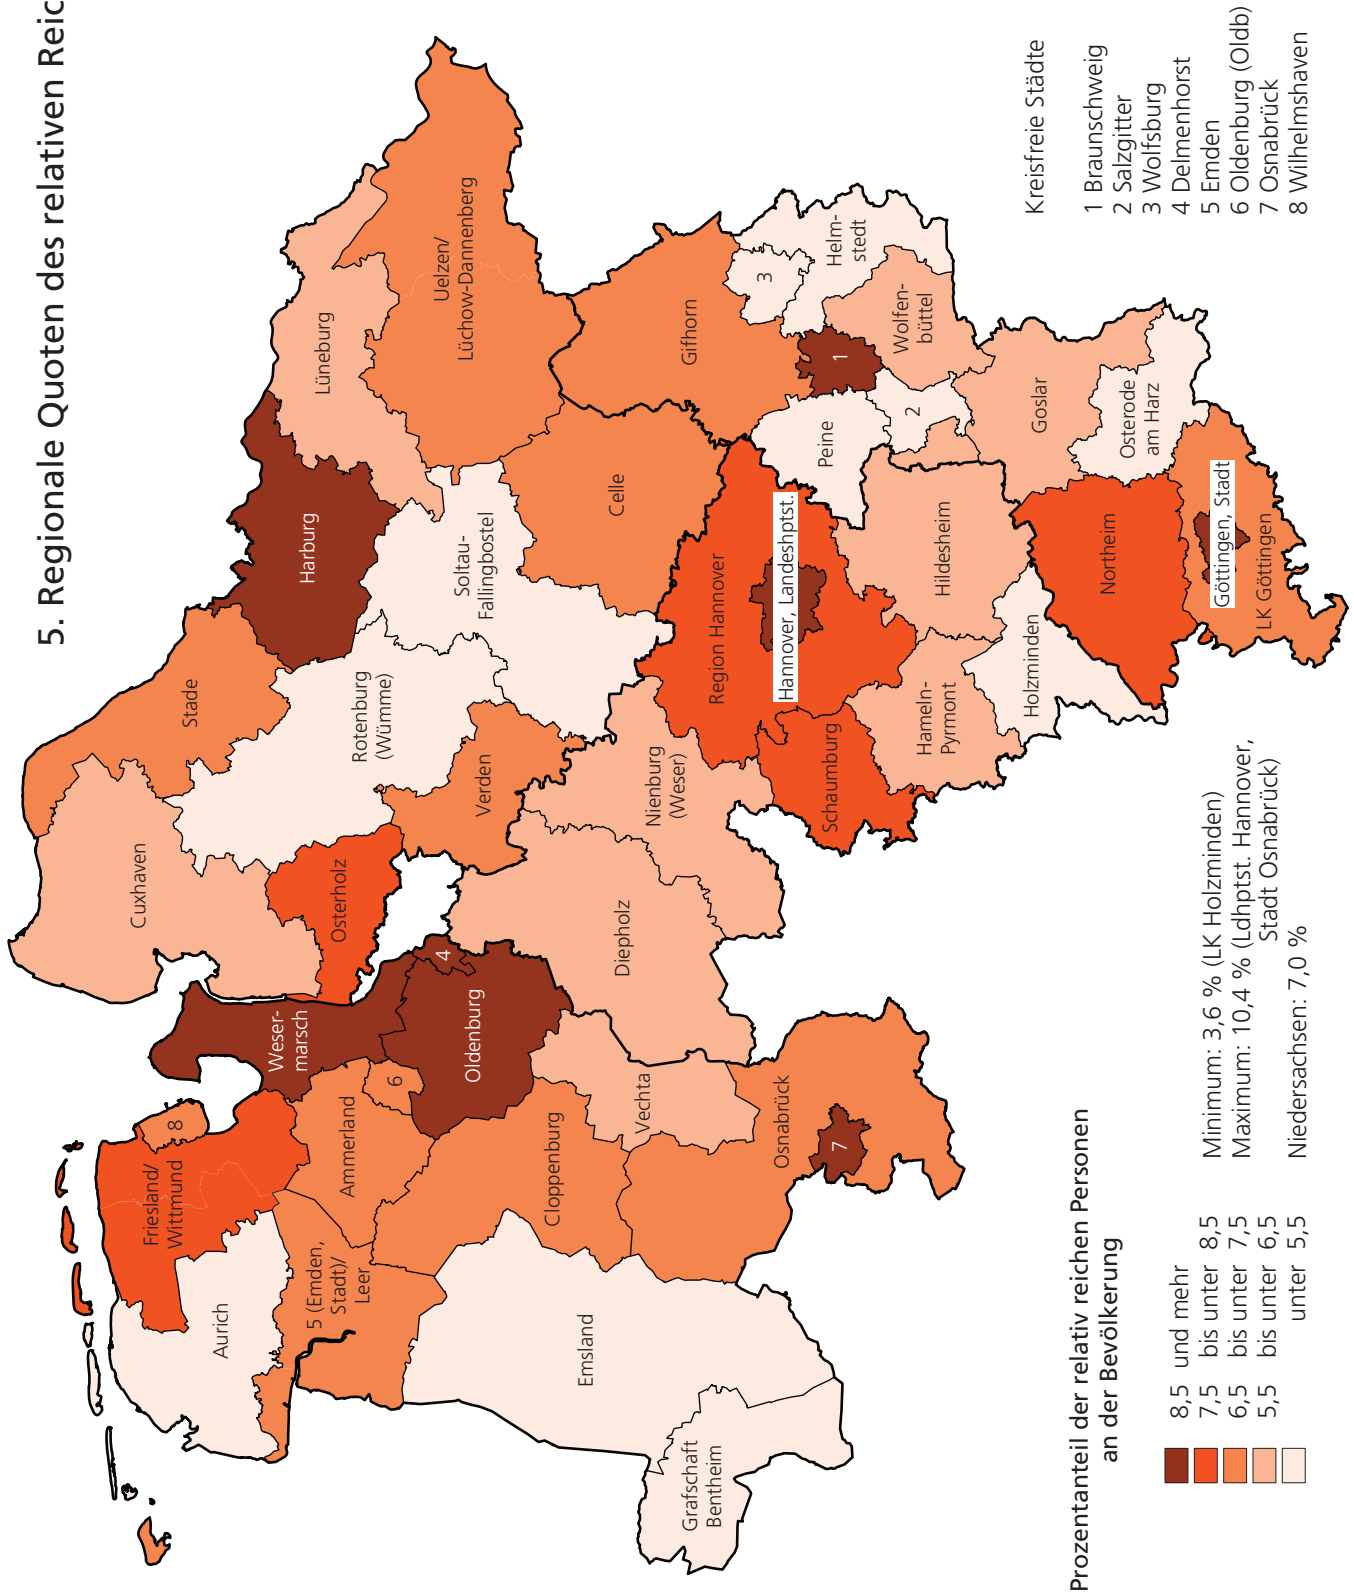 5. Regionale Quoten des relativen Reic
Stade
Cuxhaven
Harburg
Lüneburg
Rotenburg
(Wümme)
Osterholz
Soltau-
Fallingbostel
Uelzen/
Lüchow-Dannenberg
Verden
Celle
Weser-
marsch
Friesland/
Wittmund
8
Aurich
Ammerland
6
4
Oldenburg
5 (Emden,
Stadt)/
Leer
Cloppenburg
Diepholz
Nienburg
(Weser)
Vechta
Emsland
Grafschaft
Bentheim
Osnabrück
7
Region Hannover
Hannover, Landeshptst.
Gifhorn
3
Helm-
stedt
1
Peine
2
Wolfen-
büttel
Schaumburg
Hameln-
Pyrmont
Hildesheim
Holzminden
Goslar
Osterode
am Harz
Northeim
Göttingen, Stadt
LK Göttingen
Kreisfreie Städte
1 Braunschweig
2 Salzgitter
3 Wolfsburg
4 Delmenhorst
5 Emden
6 Oldenburg (Oldb)
7 Osnabrück
8 Wilhelmshaven
Prozentanteil der relativ reichen Personen
an der Bevölkerung
8,5 und mehr
7,5 bis unter 8,5
6,5 bis unter 7,5
5,5 bis unter 6,5
unter 5,5
Minimum: 3,6 % (LK Holzminden)
Maximum: 10,4 % (Ldhptst. Hannover,
Stadt Osnabrück)
Niedersachsen: 7,0 %